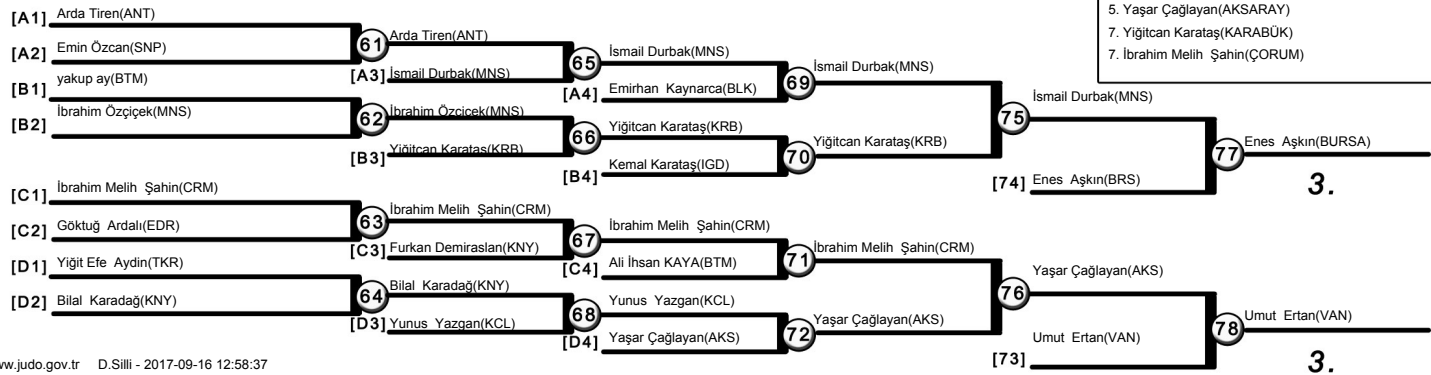 5. Yaşar Çağlayan(AKSARAY)
7. Yiğitcan Karataş(KARABÜK)
7. İbrahim Melih Şahin(ÇORUM)
[A1] Arda Tiren(ANT)
[A2] Emin Özcan(SNP)
61 Arda Tiren(ANT)
[A3] İsmail Durbak(MNS)
65 İsmail Durbak(MNS)
[A4] Emirhan Kaynarca(BLK)
69 İsmail Durbak(MNS)
[B1] yakup ay(BTM)
[B2] İbrahim Özçiçek(MNS)
62 İbrahim Özçiçek(MNS)
[B3] Yiğitcan Karataş(KRB)
66 Yiğitcan Karataş(KRB)
[B4] Kemal Karataş(IGD)
70 Yiğitcan Karataş(KRB)
75 İsmail Durbak(MNS)
[74] Enes Aşkın(BRS)
77 Enes Aşkın(BURSA)
3.
[C1] İbrahim Melih Şahin(CRM)
[C2] Göktuğ Ardalı(EDR)
63 İbrahim Melih Şahin(CRM)
[C3] Furkan Demiraslan(KNY)
67 İbrahim Melih Şahin(CRM)
[C4] Ali İhsan KAYA(BTM)
71 İbrahim Melih Şahin(CRM)
[D1] Yiğit Efe Aydin(TKR)
[D2] Bilal Karadağ(KNY)
64 Bilal Karadağ(KNY)
[D3] Yunus Yazgan(KCL)
68 Yunus Yazgan(KCL)
[D4] Yaşar Çağlayan(AKS)
72 Yaşar Çağlayan(AKS)
76 Yaşar Çağlayan(AKS)
[73] Umut Ertan(VAN)
78 Umut Ertan(VAN)
3.
w.judo.gov.tr D.Silli - 2017-09-16 12:58:37